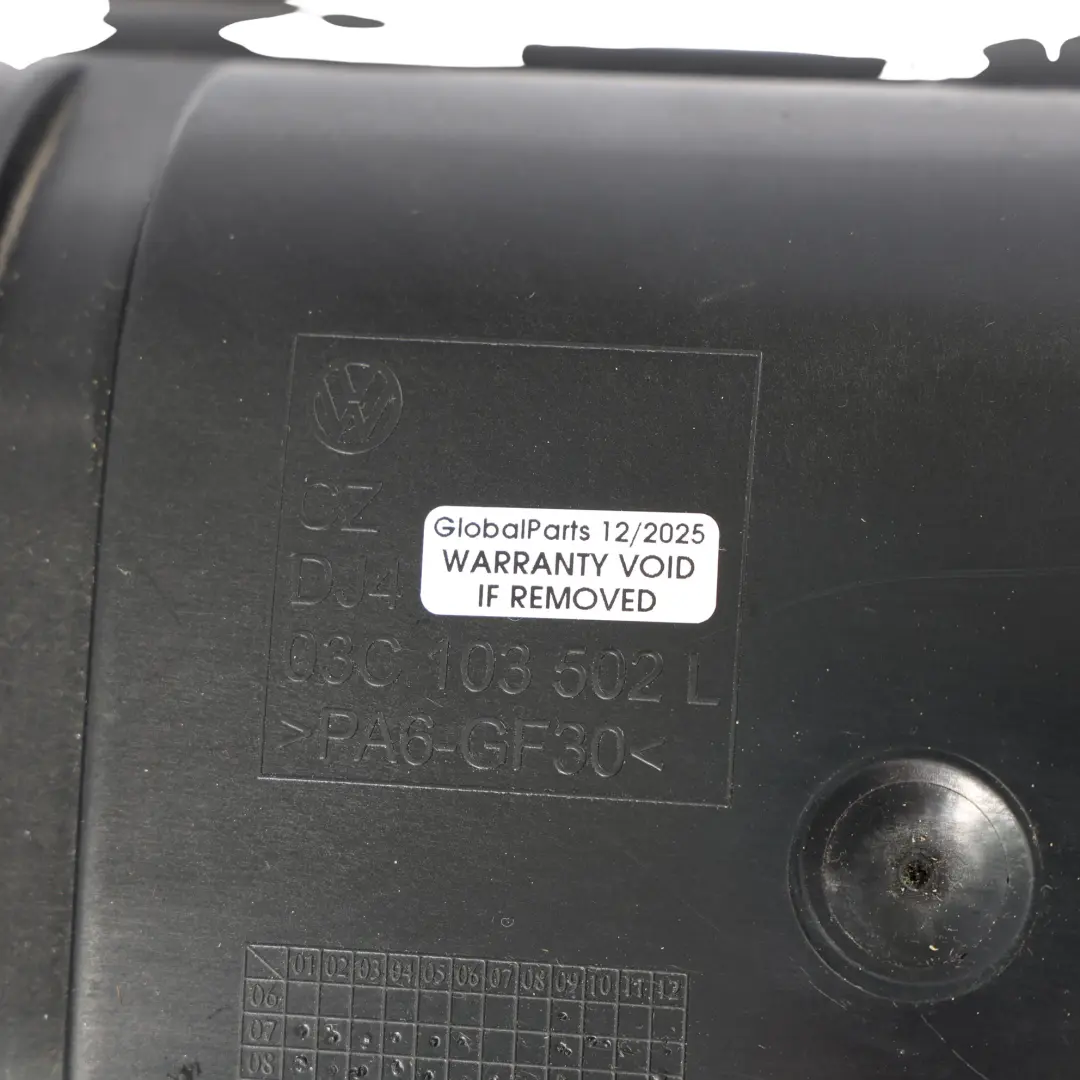 CZ
DJ4
GlobalParts 12/2025
WARRANTY VOID
IF REMOVED
03C 103 502 L
>PA6-GF30<
01 02 03 04 05 06 07 08 09 10 11 12
06
07
08